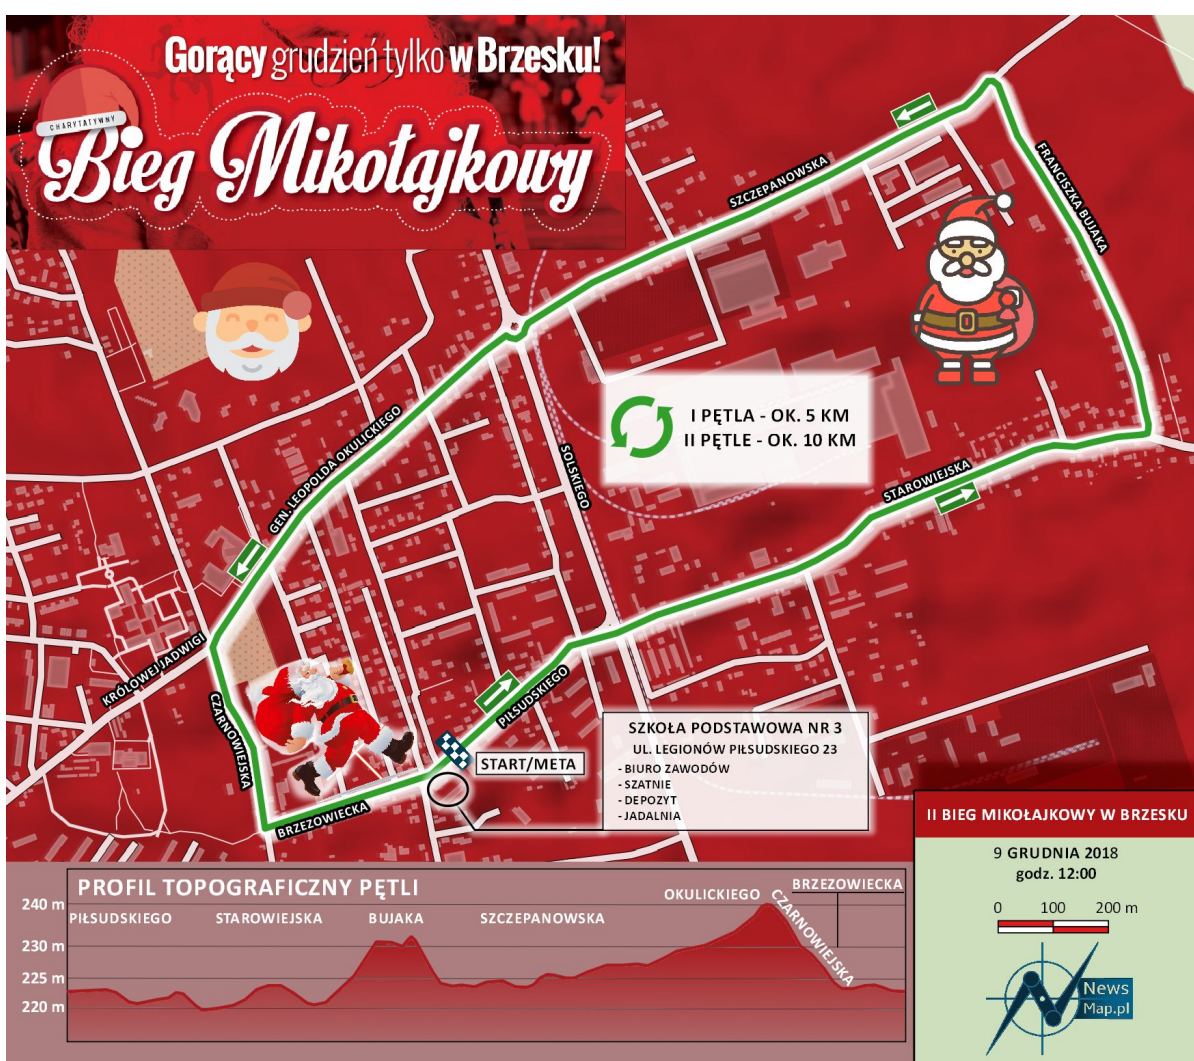 Gorący grudzień tylko w Brzesku!
CHARYTATYWNY
Bieg Mikołajkowy
SZCZEPANOWSKA
FRANCISZKA BUJAKA
GEN. LEOPOLDA OKULICKIEGO
SOLSKIEGO
I PĘTLA - OK. 5 KM
II PĘTLE - OK. 10 KM
STAROWIEJSKA
KRÓLOWEJ JADWIGI
CZARNOWIEJSKA
PIŁSUDSKIEGO
START/META
BRZEZOWIECKA
SZKOŁA PODSTAWOWA NR 3
UL. LEGIONÓW PIŁSUDSKIEGO 23
- BIURO ZAWODÓW
- SZATNIE
- DEPOZYT
- JADALNIA
II BIEG MIKOŁAJKOWY W BRZESKU
9 GRUDNIA 2018
godz. 12:00
0 100 200 m
News
Map.pl
PROFIL TOPOGRAFICZNY PĘTLI
240 m
230 m
225 m
220 m
PIŁSUDSKIEGO
STAROWIEJSKA
BUJAKA
SZCZEPANOWSKA
OKULICKIEGO
CZARNOWIEJSKA
BRZEZOWIECKA